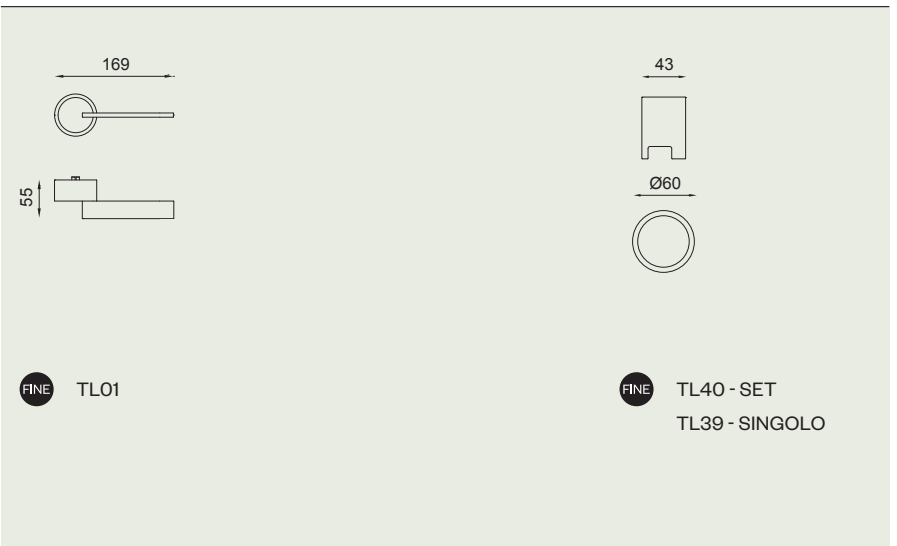 169
55
FINE TL01
43
Ø60
FINE TL40 - SET
TL39 - SINGOLO